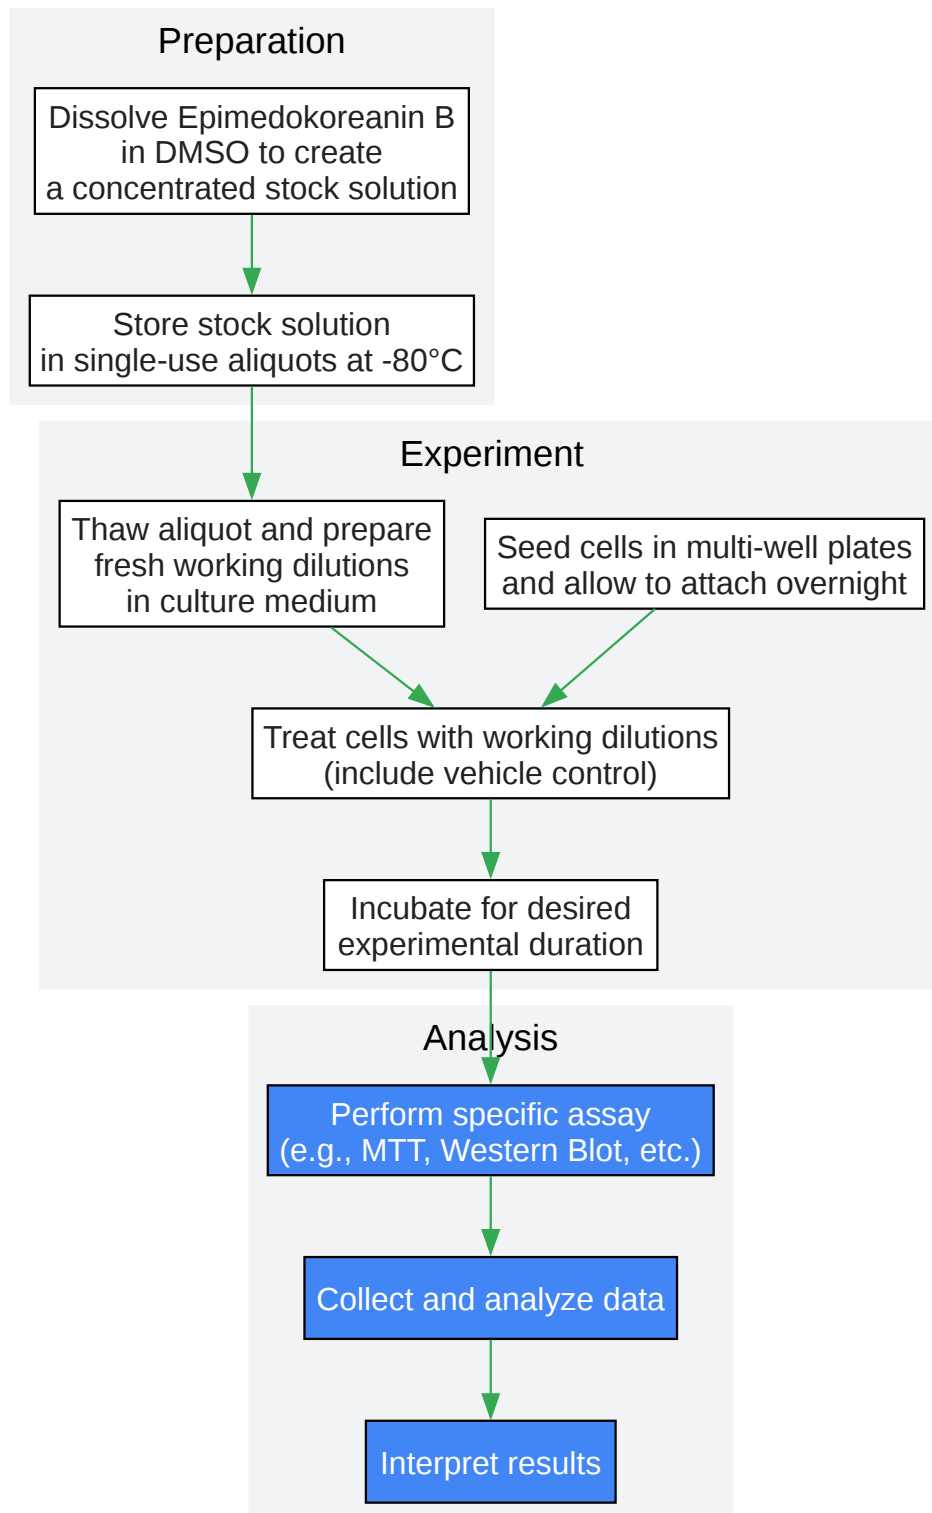 Preparation
Dissolve Epimedokoreanin B
in DMSO to create
a concentrated stock solution
Store stock solution
in single-use aliquots at -80°C
Experiment
Thaw aliquot and prepare
fresh working dilutions
in culture medium
Seed cells in multi-well plates
and allow to attach overnight
Treat cells with working dilutions
(include vehicle control)
Incubate for desired
experimental duration
Analysis
Perform specific assay
(e.g., MTT, Western Blot, etc.)
Collect and analyze data
Interpret results